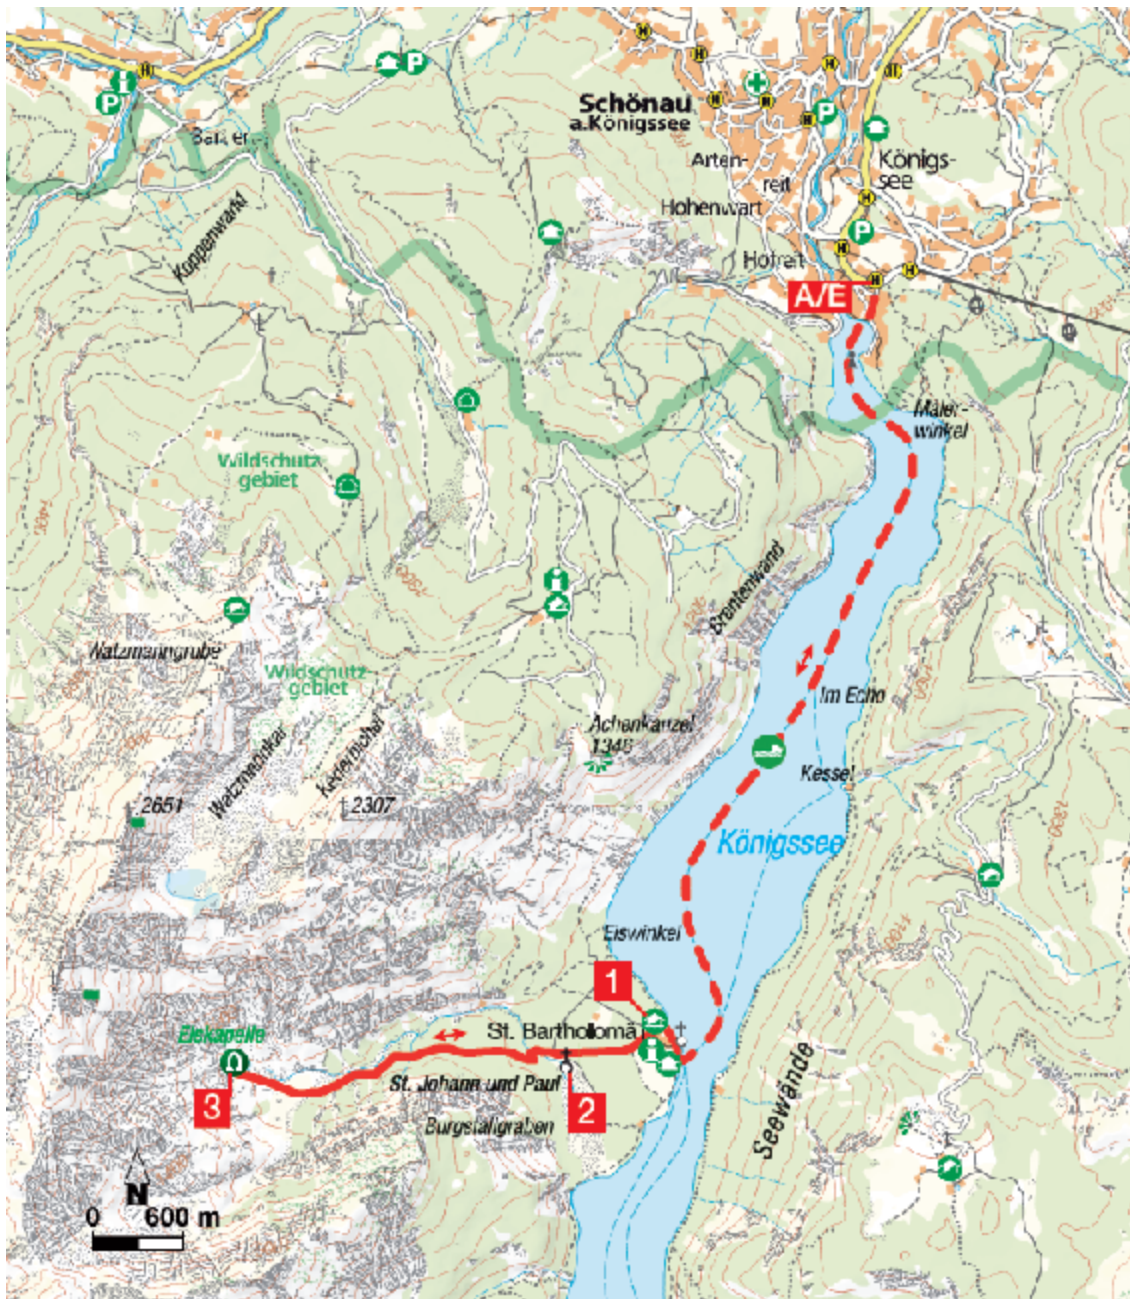 Schönau
a.Königssee
Königs-
see
Arten-
reit
Hohenwart
Hofreit
A/E
Maler-
winkel
Wildschutz
gebiet
Brentenwand
Watzmanngrube
Wildschutz-
gebiet
Im Echo
Achenkanzel
1346
Kessel
2651
Watzmannkar
2307
Königssee
Eiswinkel
1
Eiskapelle
St. Bartholomä
St. Johann und Paul
3
2
Burgstallgraben
Seewände
N
0 600 m